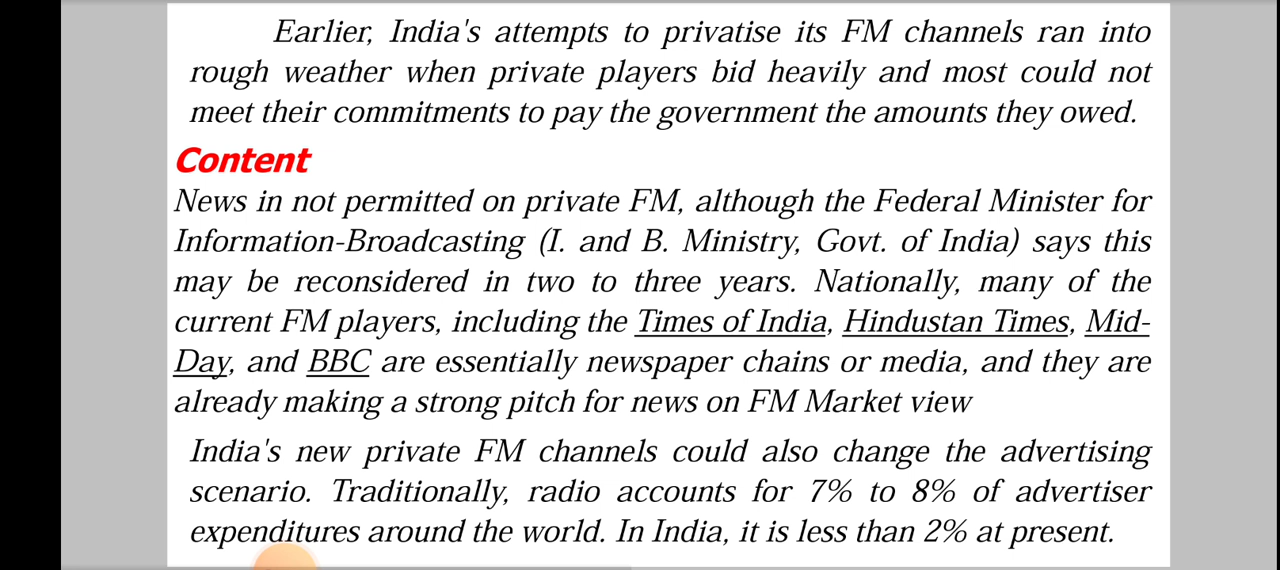 Earlier, India's attempts to privatise its FM channels ran into
rough weather when private players bid heavily and most could not
meet their commitments to pay the government the amounts they owed.
Content
News in not permitted on private FM, although the Federal Minister for
Information-Broadcasting (I. and B. Ministry, Govt. of India) says this
may be reconsidered in two to three years. Nationally, many of the
current FM players, including the Times of India, Hindustan Times, Mid-
Day, and BBC are essentially newspaper chains or media, and they are
already making a strong pitch for news on FM Market view
India's new private FM channels could also change the advertising
scenario. Traditionally, radio accounts for 7% to 8% of advertiser
expenditures around the world. In India, it is less than 2% at present.